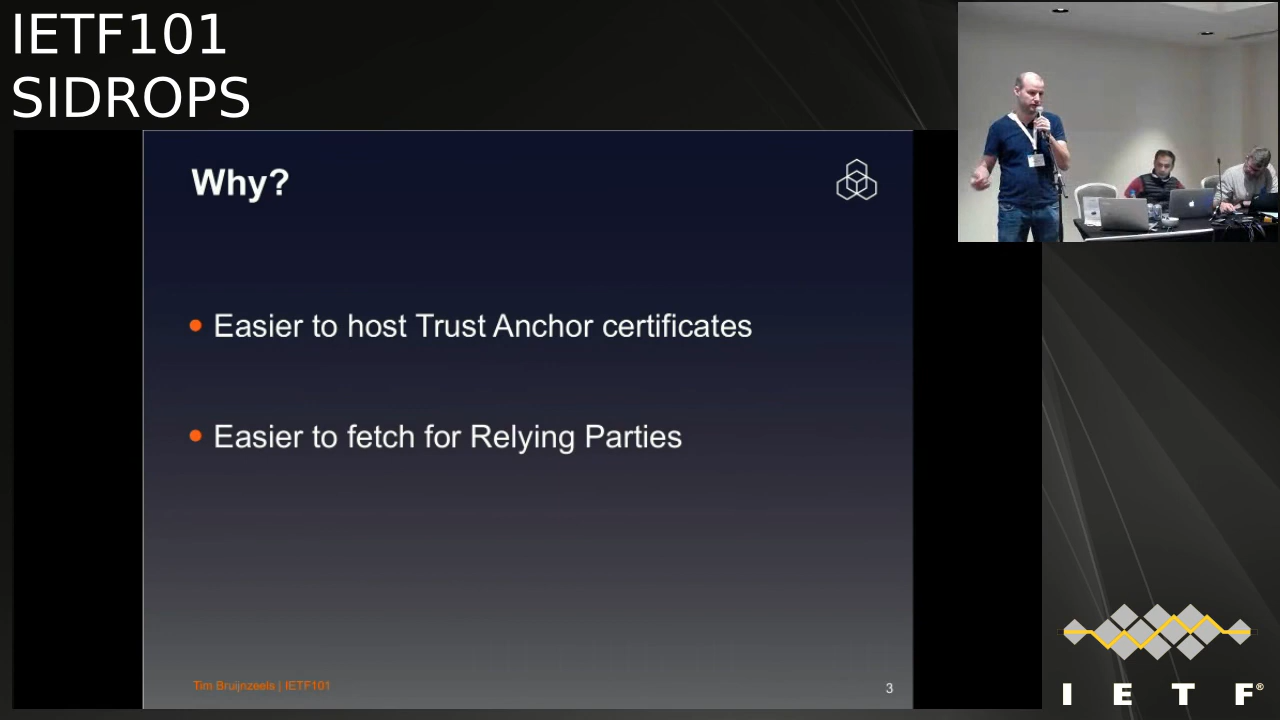 IETF101
SIDROPS
Why?
Easier to host Trust Anchor certificates
Easier to fetch for Relying Parties
Tim Bruijnzeels | IETF101
3
I E T F®